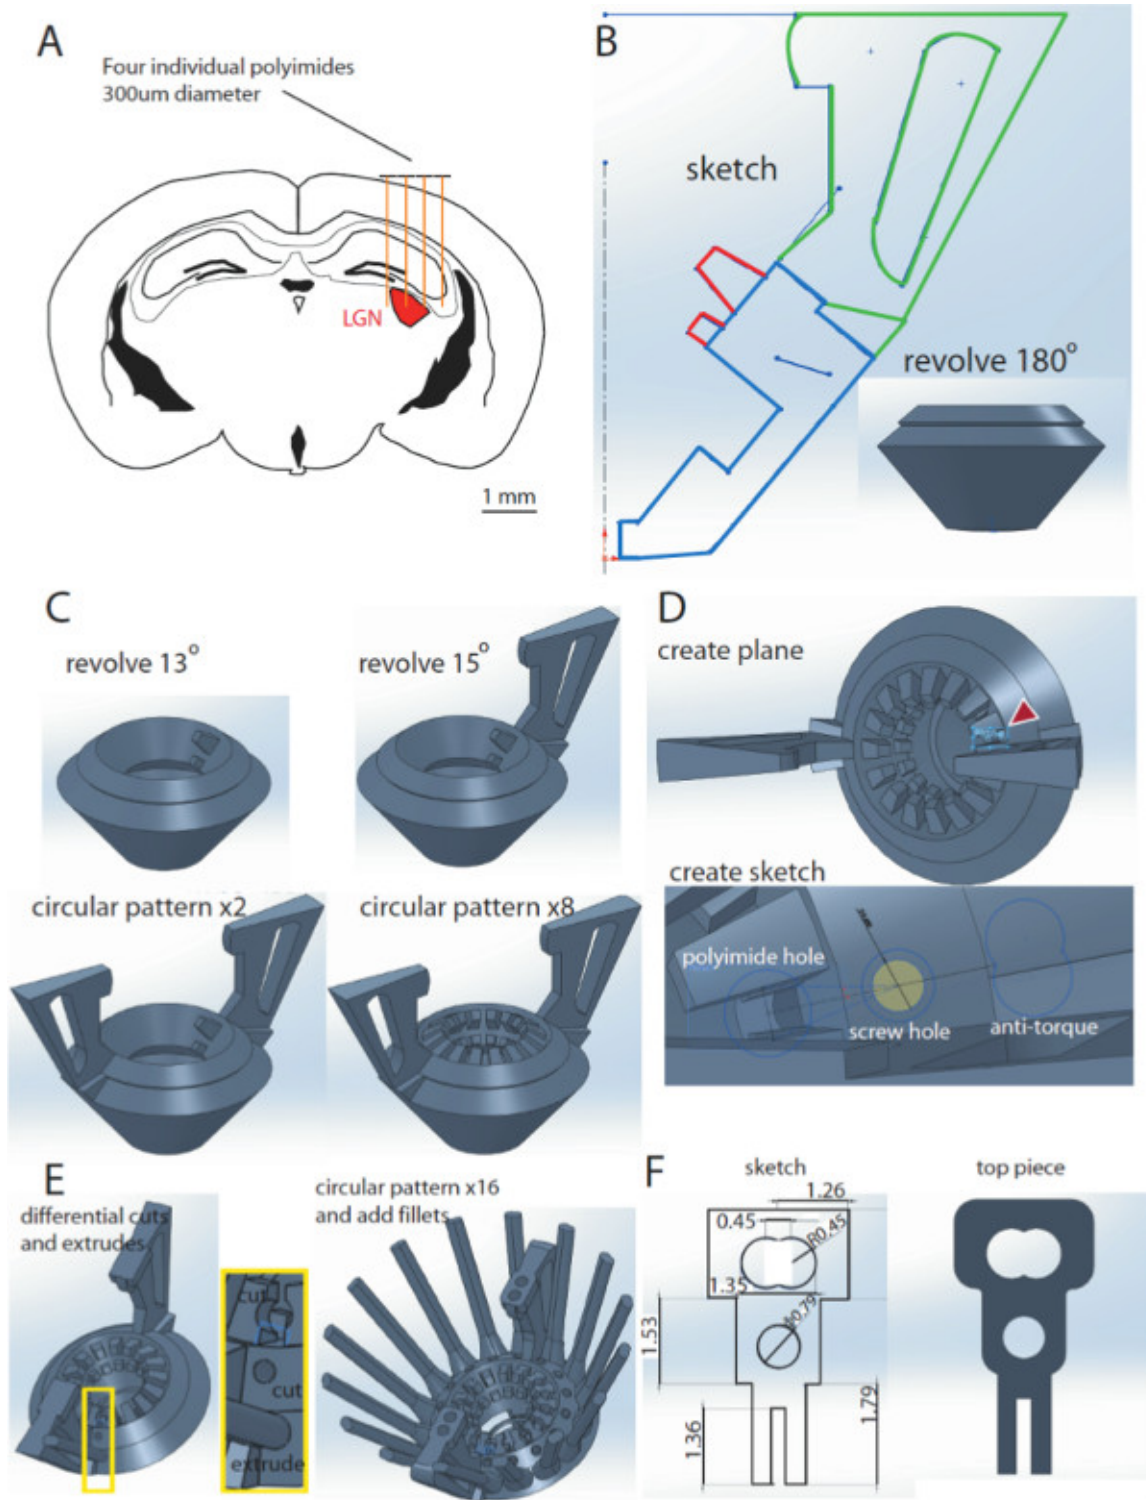 A
Four individual polyimides
300um diameter
LGN
1 mm
B
sketch
revolve 180°
C
revolve 13°
revolve 15°
circular pattern x2
circular pattern x8
D
create plane
create sketch
polyimide hole
screw hole
anti-torque
E
differential cuts
and extrudes
cut
cut
extrude
circular pattern x16
and add fillets
F
sketch
top piece
1.26
0.45
R0.45
1.35
0.79
1.53
1.36
1.79